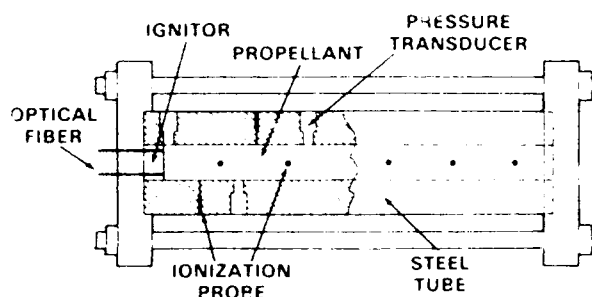 IGNITOR
PROPELLANT
PRESSURE
TRANSDUCER
OPTICAL
FIBER
IONIZATION
PROBE
STEEL
TUBE